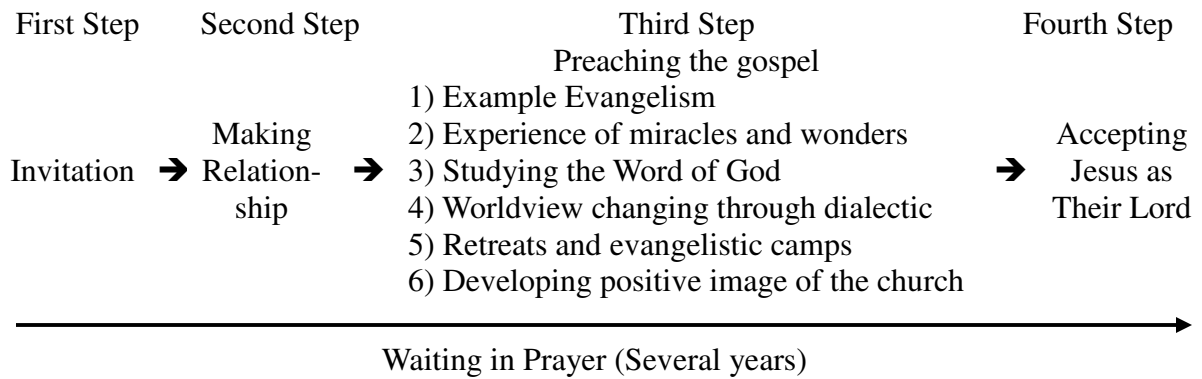 First Step Second Step Third Step Fourth Step
Preaching the gospel
1) Example Evangelism
2) Experience of miracles and wonders
3) Studying the Word of God
4) Worldview changing through dialectic
5) Retreats and evangelistic camps
6) Developing positive image of the church
Invitation
Making
Relation-
ship
Accepting
Jesus as
Their Lord
Waiting in Prayer (Several years)